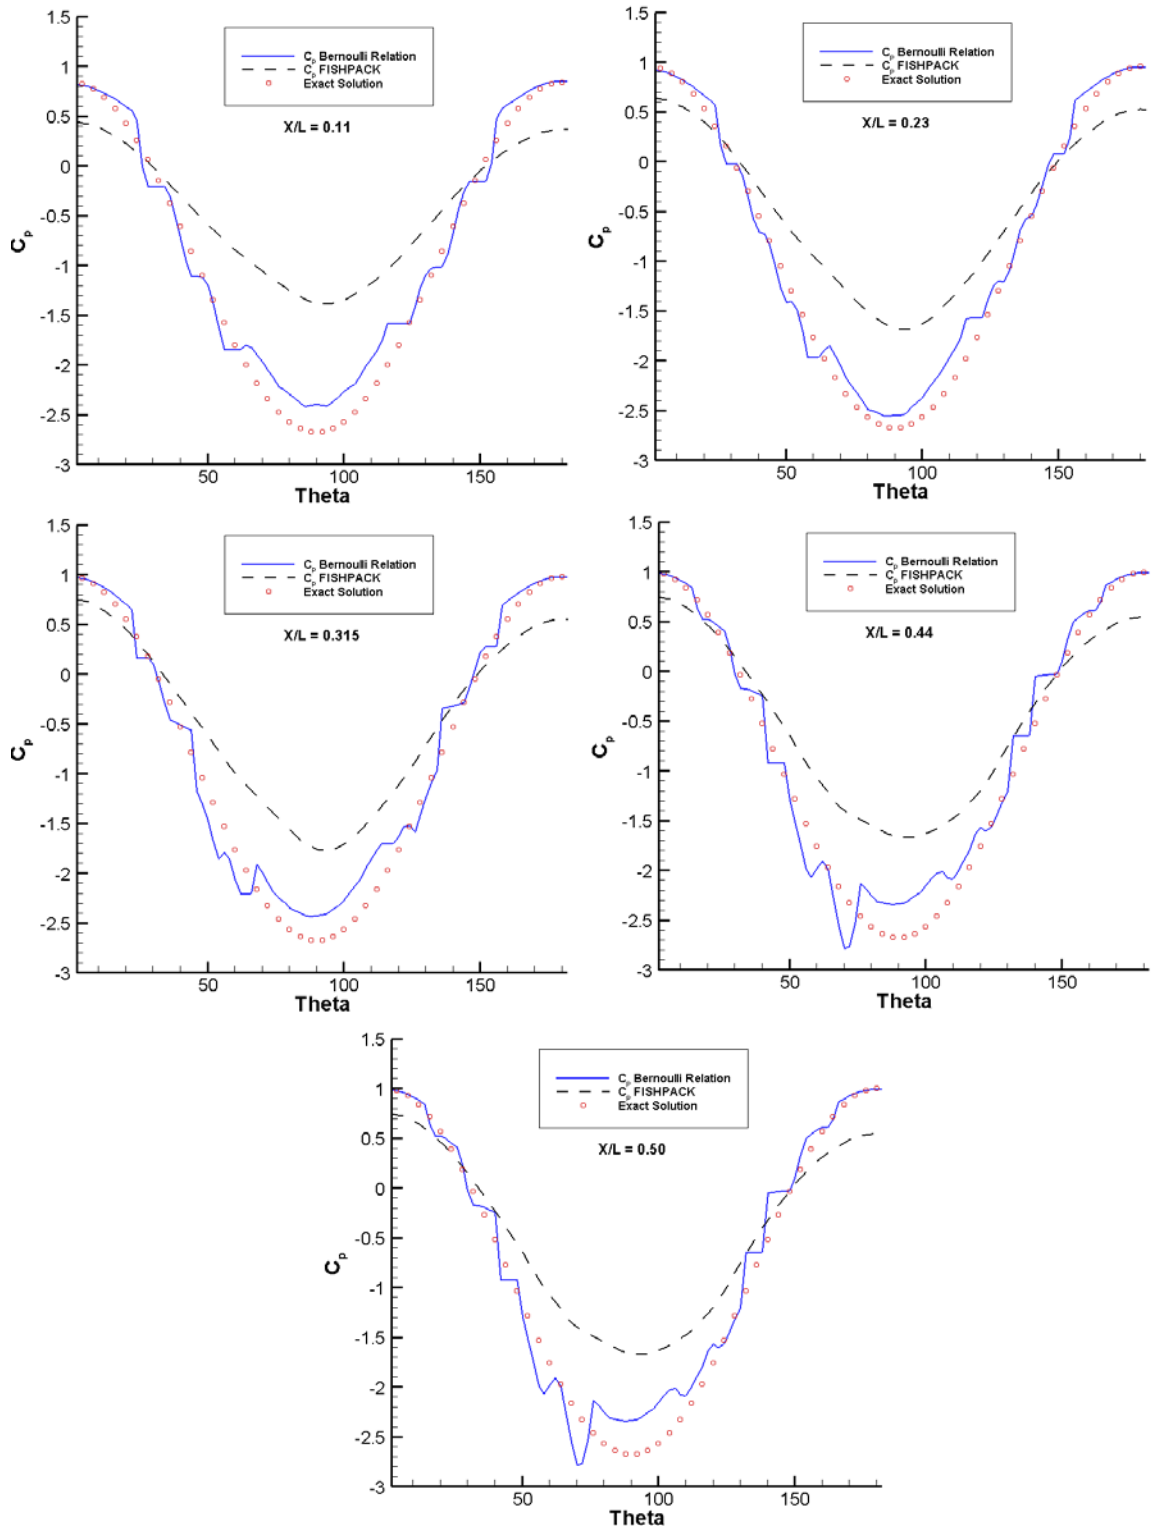 1.5
1
0.5
0
-0.5
-1
-1.5
-2
-2.5
-3
Cp
Cp Bernoulli Relation
Cp FISHPACK
Exact Solution
X/L = 0.11
50
100
150
Theta
1.5
1
0.5
0
-0.5
-1
-1.5
-2
-2.5
-3
Cp
Cp Bernoulli Relation
Cp FISHPACK
Exact Solution
X/L = 0.23
50
100
150
Theta
1.5
1
0.5
0
-0.5
-1
-1.5
-2
-2.5
-3
Cp
Cp Bernoulli Relation
Cp FISHPACK
Exact Solution
X/L = 0.315
50
100
150
Theta
1.5
1
0.5
0
-0.5
-1
-1.5
-2
-2.5
-3
Cp
Cp Bernoulli Relation
Cp FISHPACK
Exact Solution
X/L = 0.44
50
100
150
Theta
1.5
1
0.5
0
-0.5
-1
-1.5
-2
-2.5
-3
Cp
Cp Bernoulli Relation
Cp FISHPACK
Exact Solution
X/L = 0.50
50
100
150
Theta